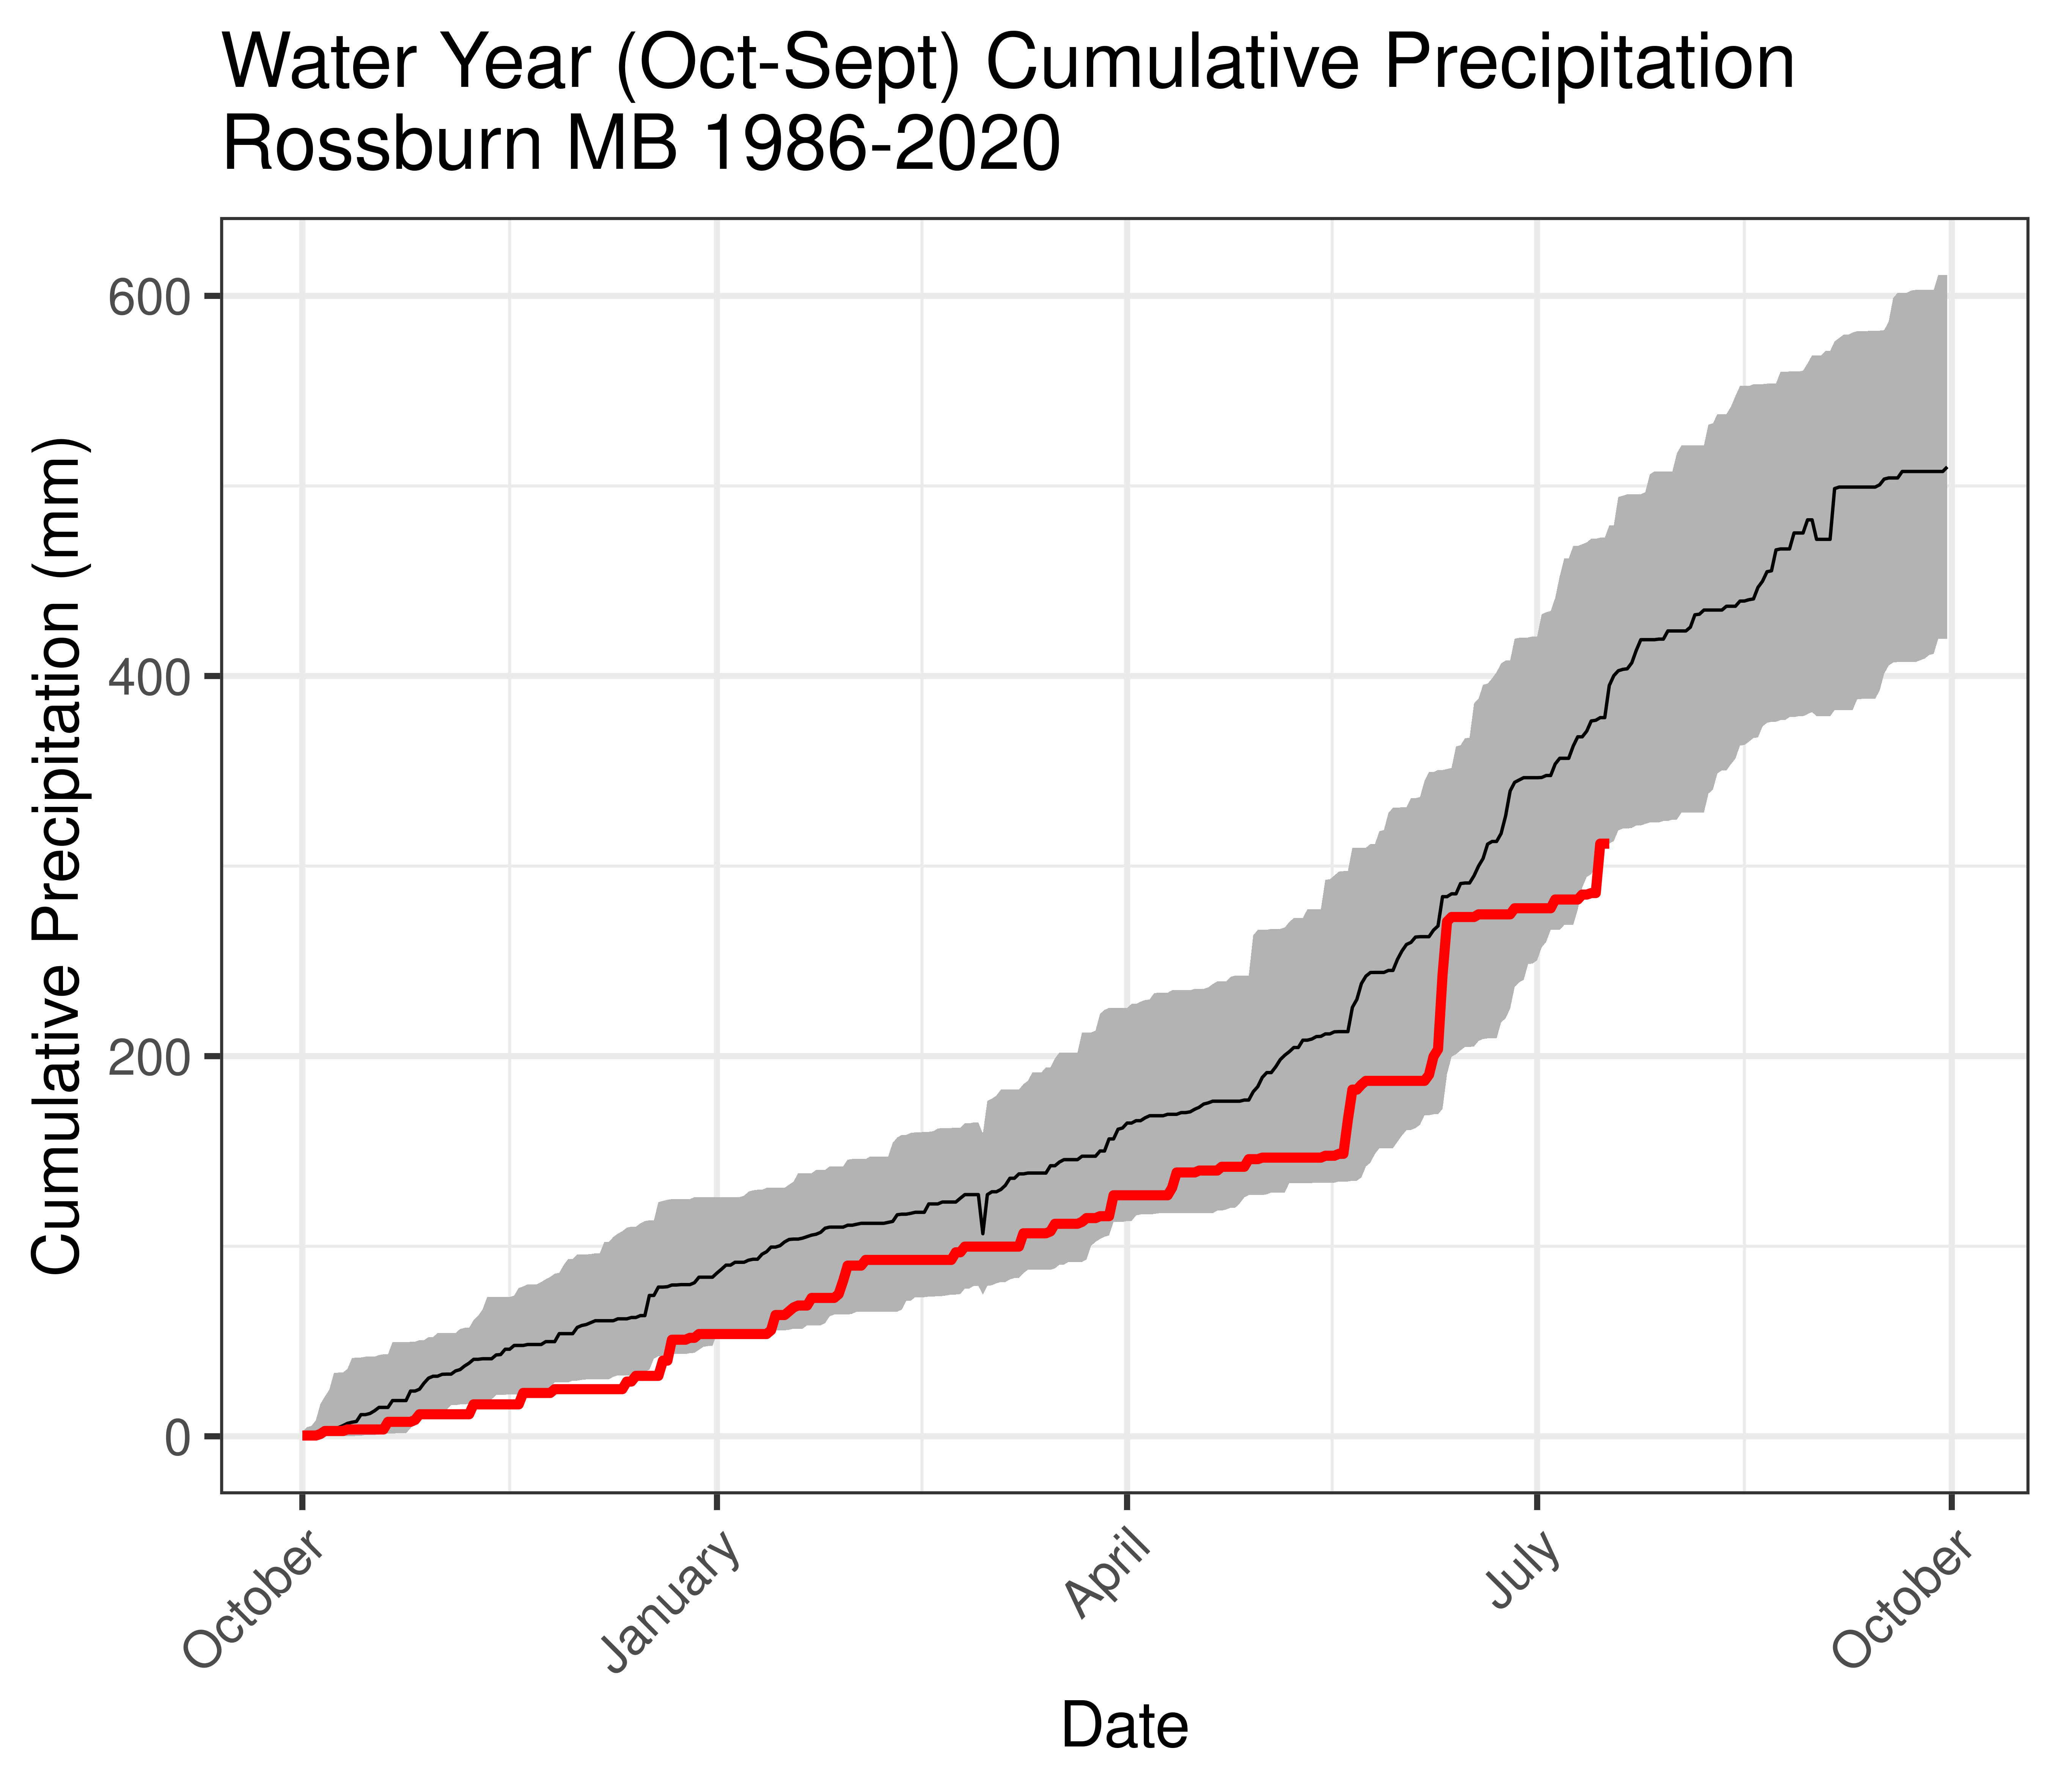 Water Year (Oct-Sept) Cumulative Precipitation
Rossburn MB 1986-2020
Cumulative Precipitation (mm)
600
400
200
0
October
January
April
July
October
Date